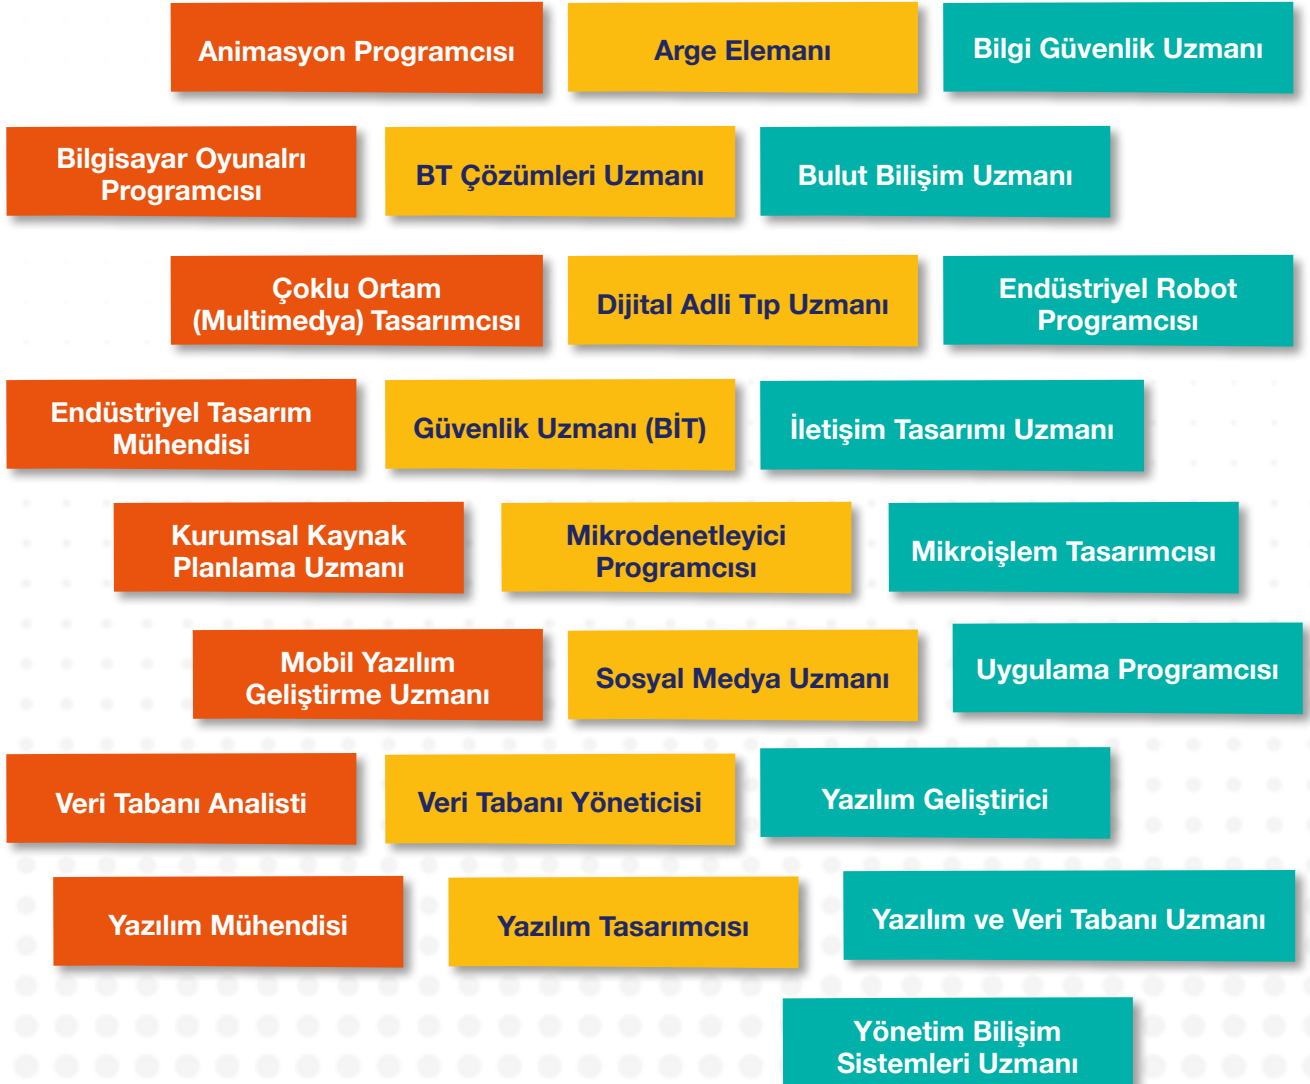 Animasyon Programcısı
Arge Elemanı
Bilgi Güvenlik Uzmanı
Bilgisayar Oyunalrı
Programcısı
BT Çözümleri Uzmanı
Bulut Bilişim Uzmanı
Çoklu Ortam
(Multimedya) Tasarımcısı
Dijital Adli Tıp Uzmanı
Endüstriyel Robot
Programcısı
Endüstriyel Tasarım
Mühendisi
Güvenlik Uzmanı (BİT)
İletişim Tasarımı Uzmanı
Kurumsal Kaynak
Planlama Uzmanı
Mikrodenetleyici
Programcısı
Mikroişlem Tasarımcısı
Mobil Yazılım
Geliştirme Uzmanı
Sosyal Medya Uzmanı
Uygulama Programcısı
Veri Tabanı Analisti
Veri Tabanı Yöneticisi
Yazılım Geliştirici
Yazılım Mühendisi
Yazılım Tasarımcısı
Yazılım ve Veri Tabanı Uzmanı
Yönetim Bilişim
Sistemleri Uzmanı